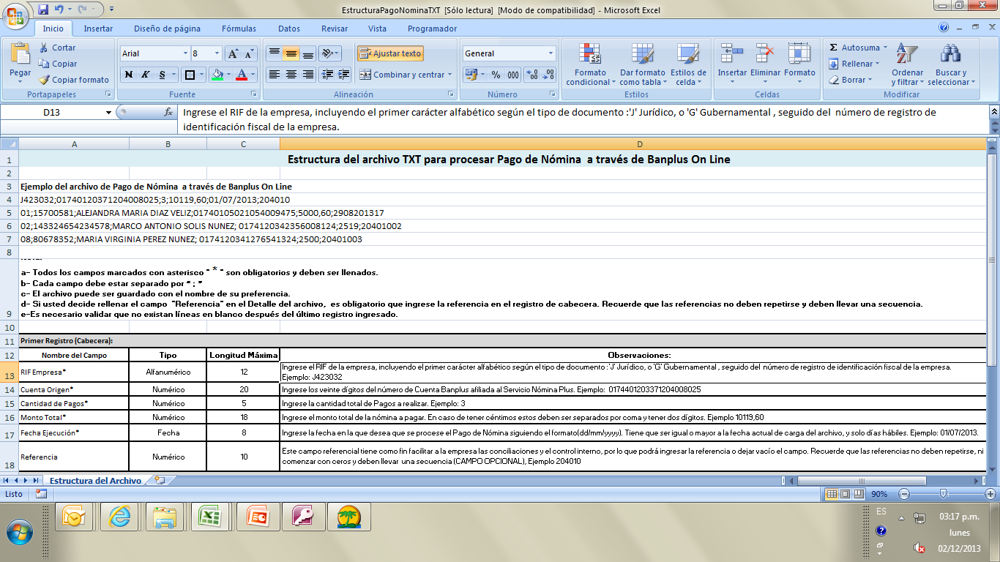 EstructuraPagoNominaTXT [Sólo lectura] [Modo de compatibilidad] - Microsoft Excel
Inicio Insertar Diseño de página Fórmulas Datos Revisar Vista Programador
Pegar Cortar Copiar Copiar formato Portapapeles
Arial 8 N K S Fuente
Ajustar texto Combinar y centrar Alineación
General % 000 Número
Formato condicional Dar formato como tabla Estilos de celda Estilos
Insertar Eliminar Formato Celdas
Autosuma Rellenar Borrar Ordenar y filtrar Buscar y seleccionar Modificar
D13 fx Ingrese el RIF de la empresa, incluyendo el primer carácter alfabético según el tipo de documento :'J' Jurídico, o 'G' Gubernamental , seguido del número de registro de
identificación fiscal de la empresa.
A B C D
1 Estructura del archivo TXT para procesar Pago de Nómina a través de Banplus On Line
2
3 Ejemplo del archivo de Pago de Nómina a través de Banplus On Line
4 J423032;01740120371204008025;3;10119,60;01/07/2013;204010
5 01;15700581;ALEJANDRA MARIA DIAZ VELIZ;01740105021054009475;5000,60;2908201317
6 02;143324654234578;MARCO ANTONIO SOLIS NUNEZ; 0174120342356008124;2519;20401002
7 08;80678352;MARIA VIRGINIA PEREZ NUNEZ; 0174120341276541324;2500;20401003
8
a- Todos los campos marcados con asterisco " * " son obligatorios y deben ser llenados.
b- Cada campo debe estar separado por “ ; ”
c- El archivo puede ser guardado con el nombre de su preferencia.
d- Si usted decide rellenar el campo "Referencia" en el Detalle del archivo, es obligatorio que ingrese la referencia en el registro de cabecera. Recuerde que las referencias no deben repetirse y deben llevar una secuencia.
9 e-Es necesario validar que no existan líneas en blanco después del último registro ingresado.
10
11 Primer Registro (Cabecera):
12 Nombre del Campo Tipo Longitud Máxima Observaciones:
13 RIF Empresa* Alfanumérico 12 Ingrese el RIF de la empresa, incluyendo el primer carácter alfabético según el tipo de documento :'J' Jurídico, o 'G' Gubernamental , seguido del número de registro de identificación fiscal de la empresa.
Ejemplo: J423032
14 Cuenta Origen* Numérico 20 Ingrese los veinte dígitos del número de Cuenta Banplus afiliada al Servicio Nómina Plus. Ejemplo: 0174401203371204008025
15 Cantidad de Pagos* Numérico 5 Ingrese la cantidad total de Pagos a realizar. Ejemplo: 3
16 Monto Total* Numérico 18 Ingrese el monto total de la nómina a pagar. En caso de tener céntimos estos deben ser separados por coma y tener dos dígitos. Ejemplo 10119,60
17 Fecha Ejecución* Fecha 8 Ingrese la fecha en la que desea que se procese el Pago de Nómina siguiendo el formato(dd/mm/yyyy). Tiene que ser igual o mayor a la fecha actual de carga del archivo, y solo días hábiles. Ejemplo: 01/07/2013.
18 Referencia Numérico 10 Este campo referencial tiene como fin facilitar a la empresa las conciliaciones y el control interno, por lo que podrá ingresar la referencia o dejar vacío el campo. Recuerde que las referencias no deben repetirse, ni
comenzar con ceros y deben llevar una secuencia (CAMPO OPCIONAL), Ejemplo 204010
Estructura del Archivo
Listo 90%
ES 03:17 p.m.
lunes
02/12/2013